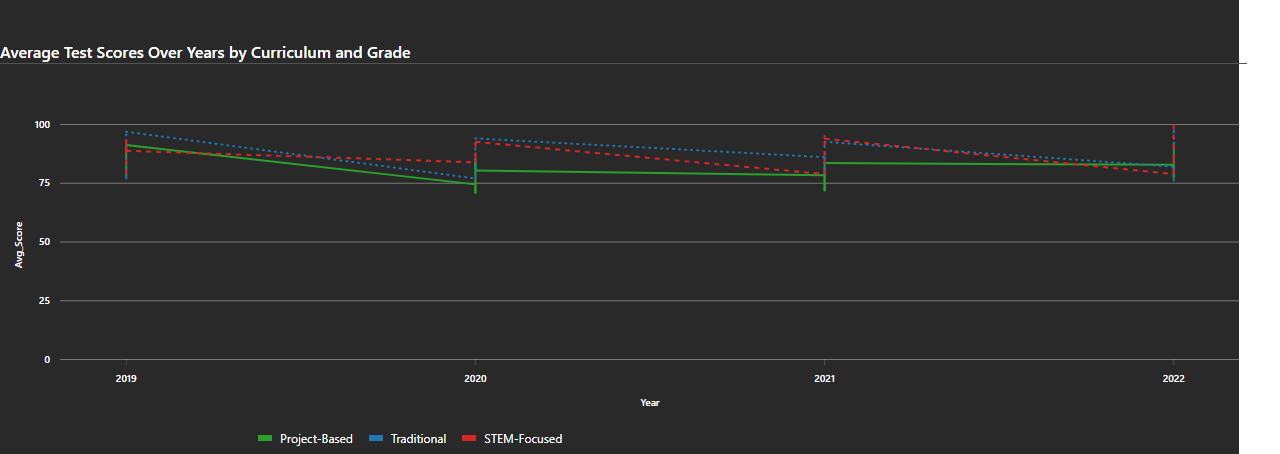 Average Test Scores Over Years by Curriculum and Grade
100
75
50
25
0
Avg_Score
2019 2020 2021 2022
Year
Project-Based Traditional STEM-Focused